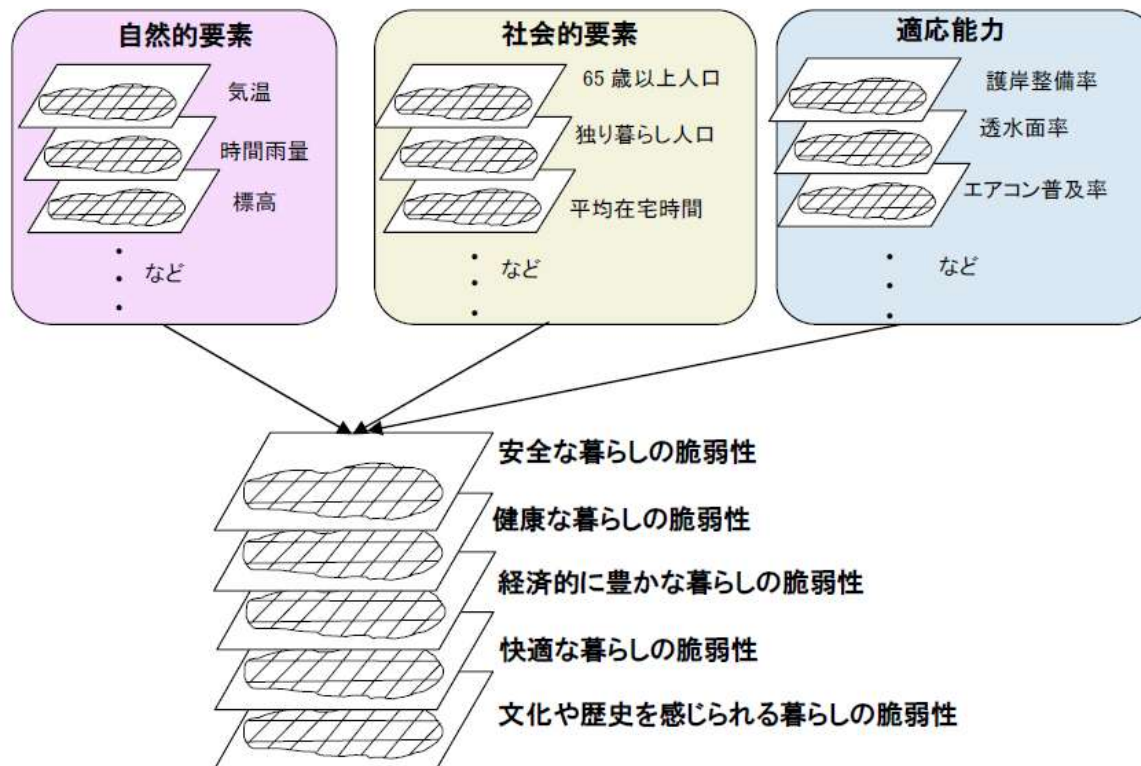 自然的要素
気温
時間雨量
標高
など
社会的要素
65 歳以上人口
独り暮らし人口
平均在宅時間
など
適応能力
護岸整備率
透水面率
エアコン普及率
など
安全な暮らしの脆弱性
健康な暮らしの脆弱性
経済的に豊かな暮らしの脆弱性
快適な暮らしの脆弱性
文化や歴史を感じられる暮らしの脆弱性